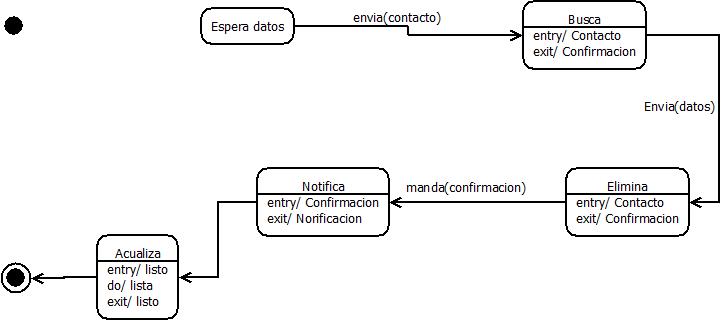 Espera datos
envia(contacto)
Busca
entry/ Contacto
exit/ Confirmacion
Envia(datos)
Elimina
entry/ Contacto
exit/ Confirmacion
manda(confirmacion)
Notifica
entry/ Confirmacion
exit/ Norificacion
Acualiza
entry/ listo
do/ lista
exit/ listo